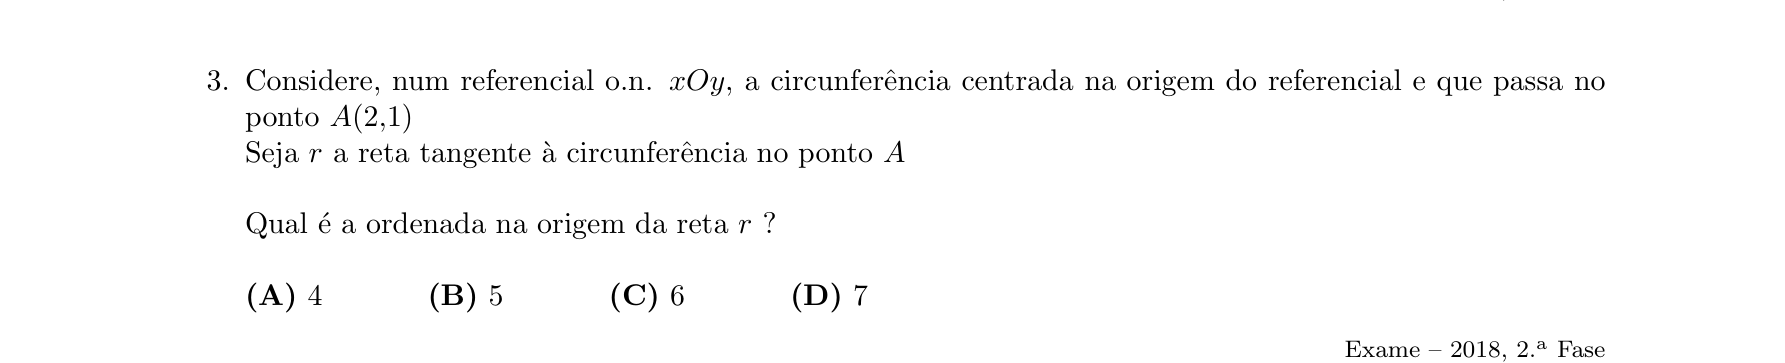 3. Considere, num referencial o.n. xOy, a circunferência centrada na origem do referencial e que passa no
ponto A(2,1)
Seja r a reta tangente à circunferência no ponto A
Qual é a ordenada na origem da reta r ?
(A) 4 (B) 5 (C) 6 (D) 7
Exame – 2018, 2.ª Fase